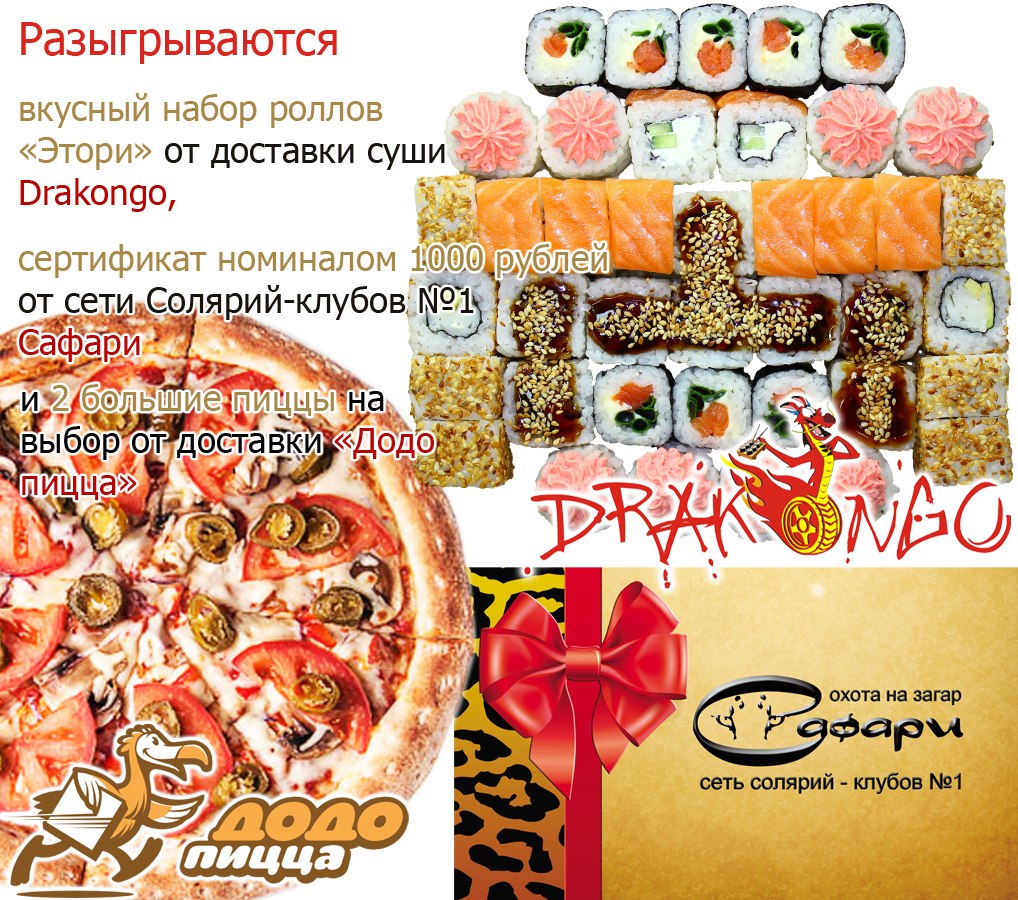 Разыгрываются
вкусный набор роллов
«Этори» от доставки суши
Drakongo,
сертификат номиналом 1000 рублей
от сети Солярий-клубов №1
Сафари
и 2 большие пиццы на
выбор от доставки «Додо
пицца»
DRAKONGO
охота на загар
Сафари
сеть солярий - клубов №1
додо
пицца